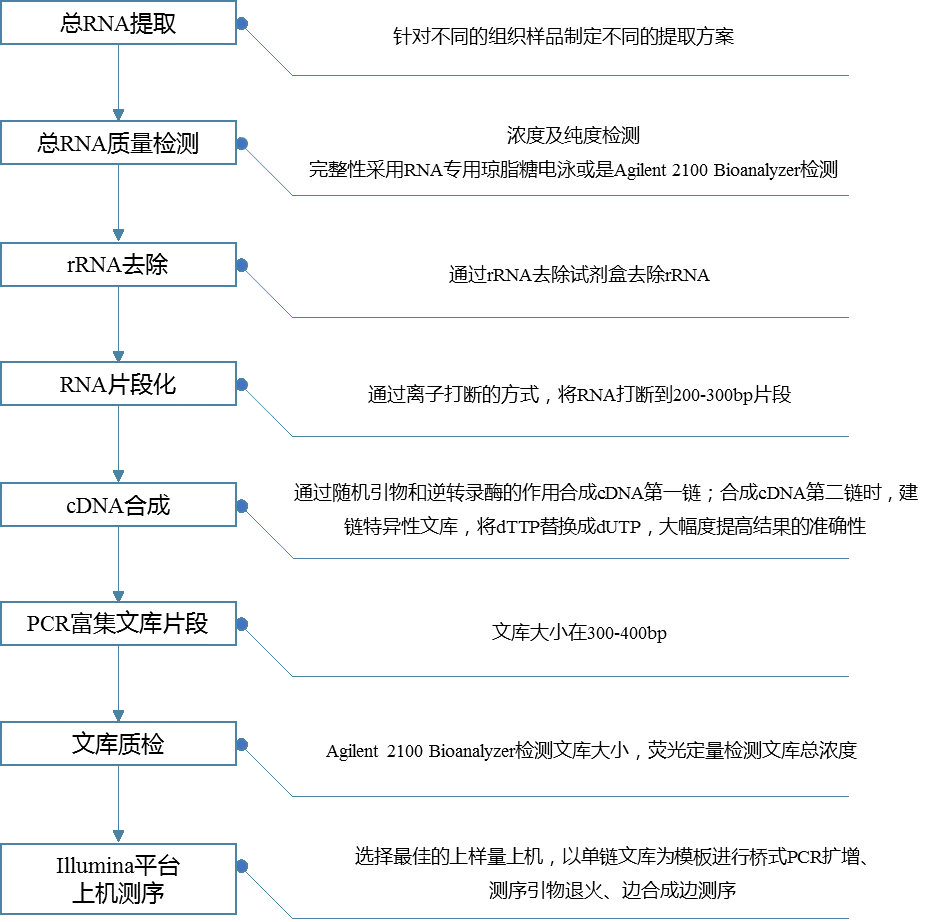 总RNA提取
针对不同的组织样品制定不同的提取方案
总RNA质量检测
浓度及纯度检测
完整性采用RNA专用琼脂糖电泳或是Agilent 2100 Bioanalyzer检测
rRNA去除
通过rRNA去除试剂盒去除rRNA
RNA片段化
通过离子打断的方式，将RNA打断到200-300bp片段
cDNA合成
通过随机引物和逆转录酶的作用合成cDNA第一链；合成cDNA第二链时，建
链特异性文库，将dTTP替换成dUTP，大幅度提高结果的准确性
PCR富集文库片段
文库大小在300-400bp
文库质检
Agilent 2100 Bioanalyzer检测文库大小，荧光定量检测文库总浓度
Illumina平台
上机测序
选择最佳的上样量上机，以单链文库为模板进行桥式PCR扩增、
测序引物退火、边合成边测序